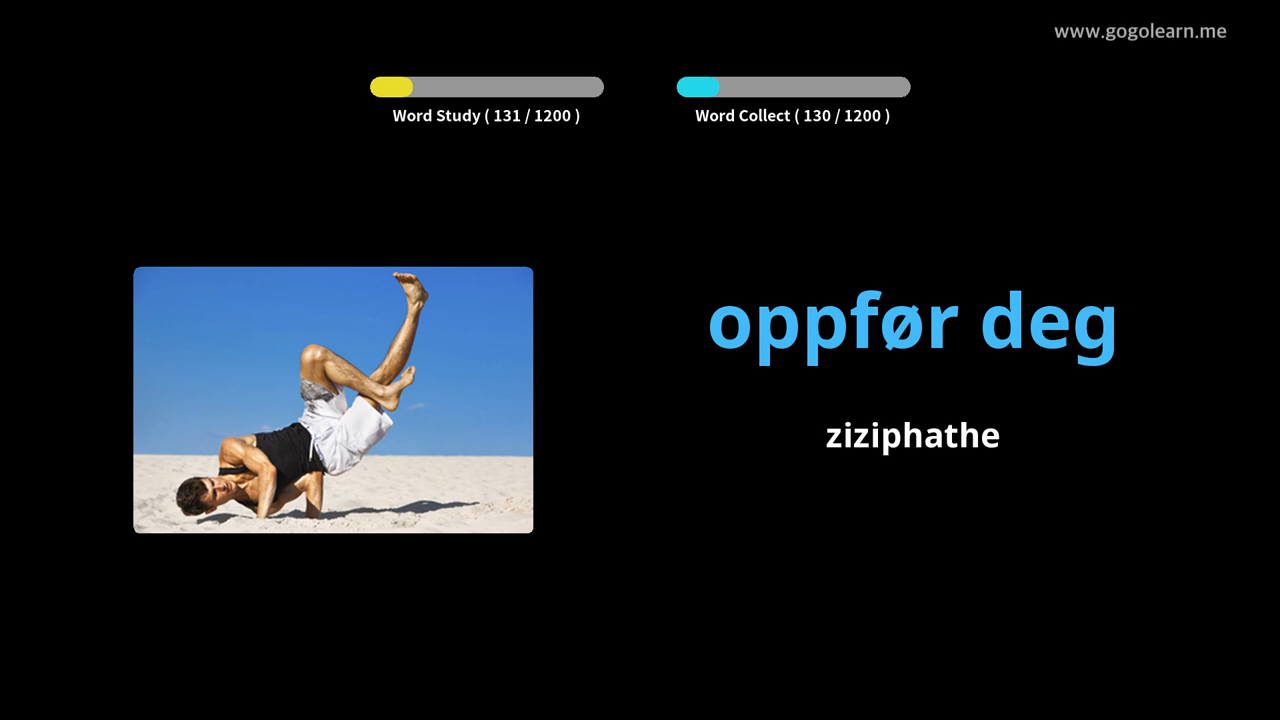 www.gogolearn.me
Word Study ( 131 / 1200 )
Word Collect ( 130 / 1200 )
oppfør deg
ziziphathe